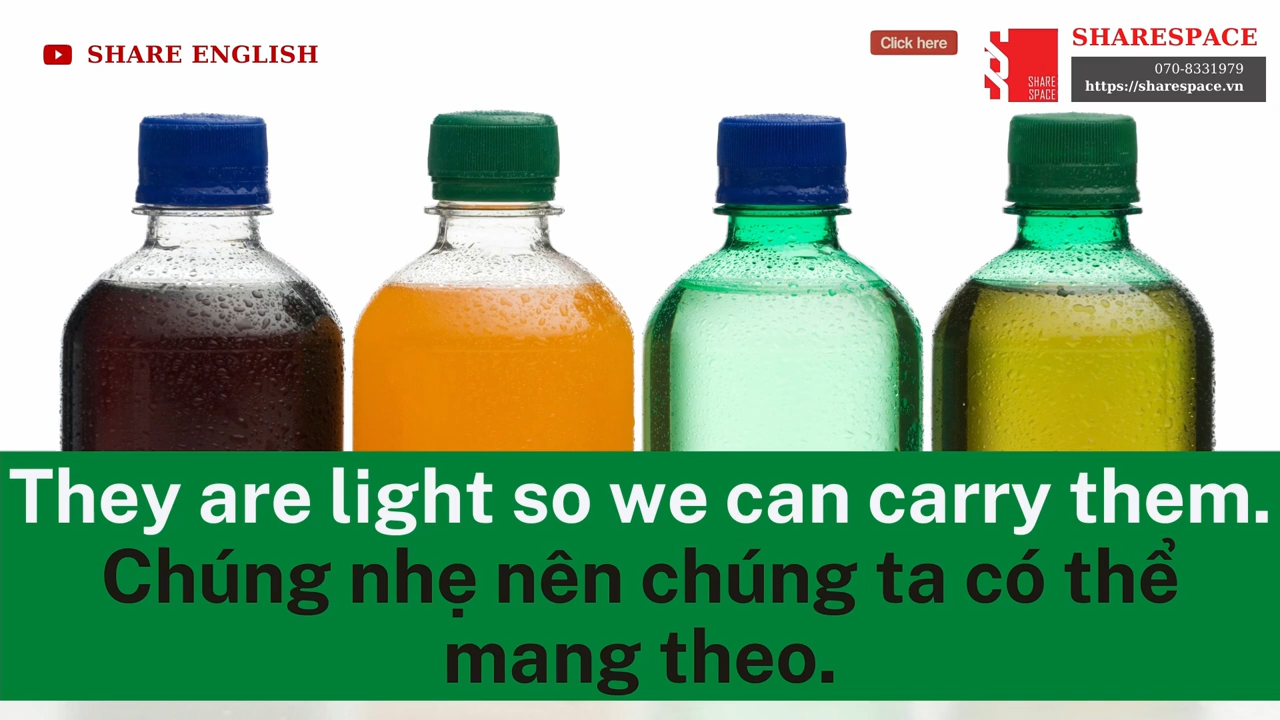 SHARE ENGLISH
Click here
SHARESPACE
070-8331979
https://sharespace.vn
SHARE
SPACE
They are light so we can carry them.
Chúng nhẹ nên chúng ta có thể
mang theo.